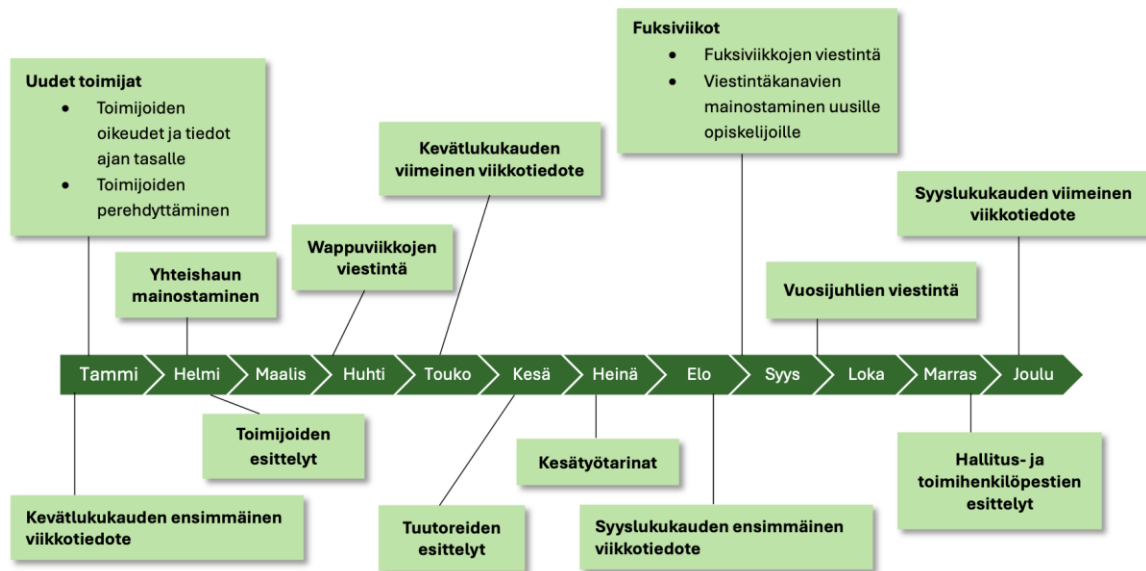 Uudet toimijat
• Toimijoiden
oikeudet ja tiedot
ajan tasalle
• Toimijoiden
perehdyttäminen
Yhteishaun
mainostaminen
Wappuviikkojen
viestintä
Kevätlukukauden
viimeinen viikkotiedote
Fuksiviikot
• Fuksiviikkojen viestintä
• Viestintäkanavien
mainostaminen uusille
opiskelijoille
Vuosijuhlien viestintä
Syyslukukauden viimeinen
viikkotiedote
Tammi
Helmi
Maalis
Huhti
Touko
Kesä
Heinä
Elo
Syys
Loka
Marras
Joulu
Kevätlukukauden ensimmäinen
viikkotiedote
Toimijoiden
esittelyt
Tuutoreiden
esittelyt
Kesätyötarinat
Syyslukukauden ensimmäinen
viikkotiedote
Hallitus- ja
toimihenkilöpestien
esittelyt